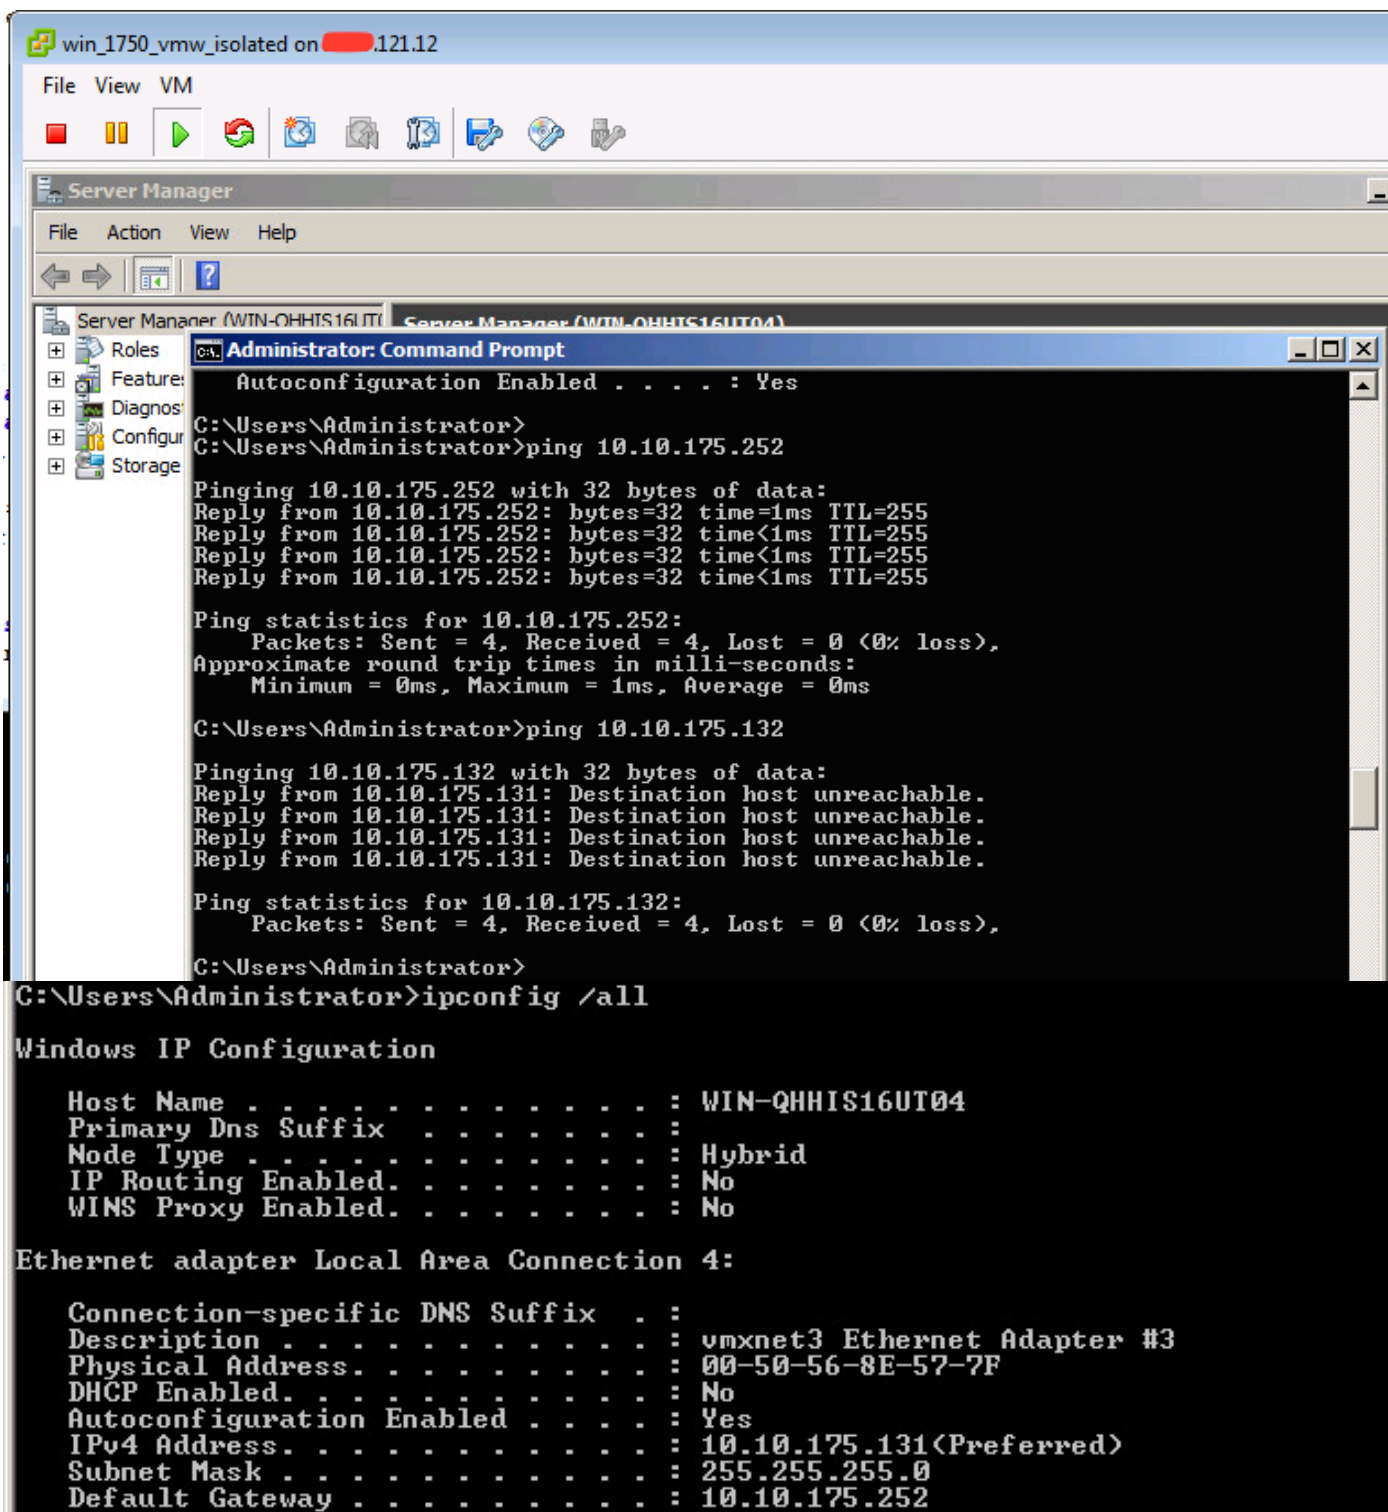 win_1750_vmw_isolated on .121.12
File View VM
Server Manager
File Action View Help
Server Manager (WIN-QHHIS16UT(
Server Manager (WIN-QHHIS16UT04)
Roles
Features
Diagnos
Configur
Storage
Administrator: Command Prompt
Autoconfiguration Enabled . . . . : Yes
C:\Users\Administrator>
C:\Users\Administrator>ping 10.10.175.252
Pinging 10.10.175.252 with 32 bytes of data:
Reply from 10.10.175.252: bytes=32 time=1ms TTL=255
Reply from 10.10.175.252: bytes=32 time<1ms TTL=255
Reply from 10.10.175.252: bytes=32 time<1ms TTL=255
Reply from 10.10.175.252: bytes=32 time<1ms TTL=255
Ping statistics for 10.10.175.252:
Packets: Sent = 4, Received = 4, Lost = 0 (0% loss),
Approximate round trip times in milli-seconds:
Minimum = 0ms, Maximum = 1ms, Average = 0ms
C:\Users\Administrator>ping 10.10.175.132
Pinging 10.10.175.132 with 32 bytes of data:
Reply from 10.10.175.131: Destination host unreachable.
Reply from 10.10.175.131: Destination host unreachable.
Reply from 10.10.175.131: Destination host unreachable.
Reply from 10.10.175.131: Destination host unreachable.
Ping statistics for 10.10.175.132:
Packets: Sent = 4, Received = 4, Lost = 0 (0% loss),
C:\Users\Administrator>
C:\Users\Administrator>ipconfig /all
Windows IP Configuration
Host Name . . . . . . . . . . . . : WIN-QHHIS16UT04
Primary Dns Suffix . . . . . . . :
Node Type . . . . . . . . . . . . : Hybrid
IP Routing Enabled. . . . . . . . : No
WINS Proxy Enabled. . . . . . . . : No
Ethernet adapter Local Area Connection 4:
Connection-specific DNS Suffix . :
Description . . . . . . . . . . . : vmxnet3 Ethernet Adapter #3
Physical Address. . . . . . . . . : 00-50-56-8E-57-7F
DHCP Enabled. . . . . . . . . . . : No
Autoconfiguration Enabled . . . . : Yes
IPv4 Address. . . . . . . . . . . : 10.10.175.131(Preferred)
Subnet Mask . . . . . . . . . . . : 255.255.255.0
Default Gateway . . . . . . . . . : 10.10.175.252